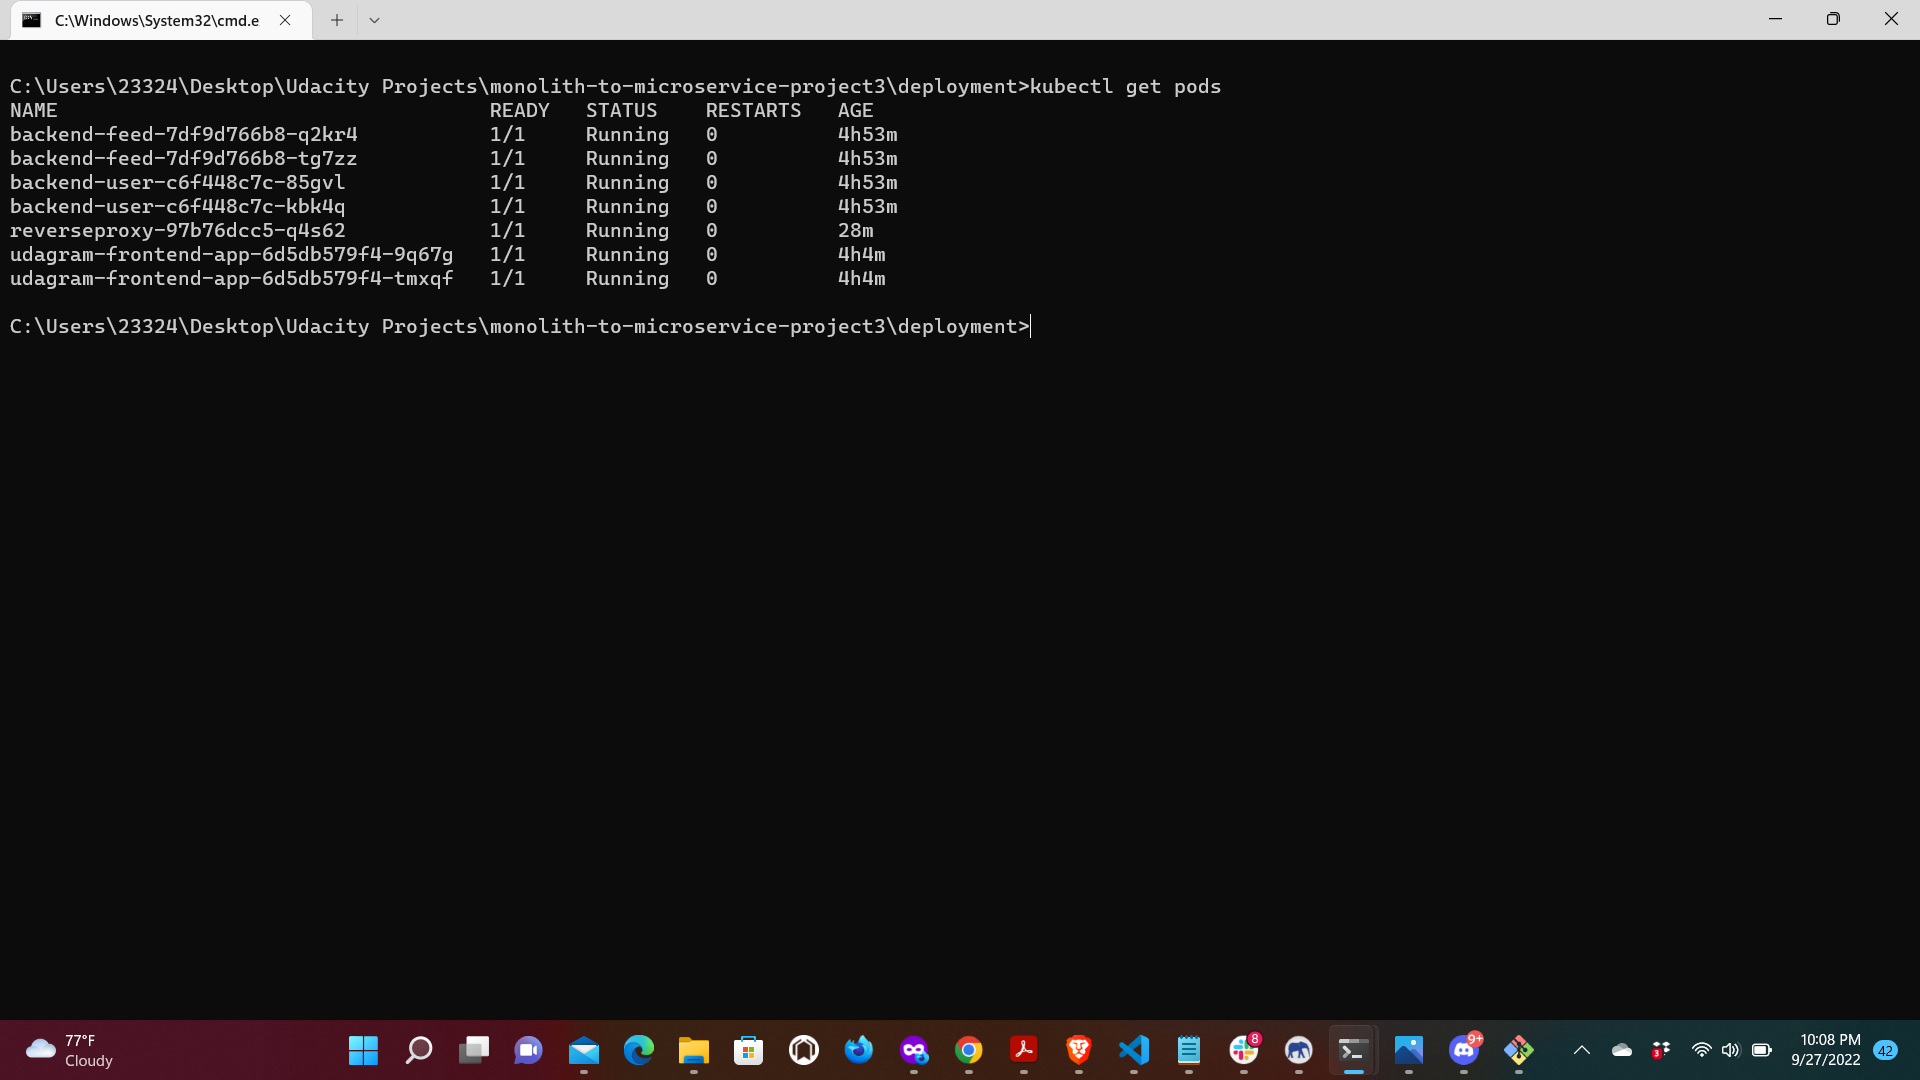 C:\Windows\System32\cmd.e
C:\Users\23324\Desktop\Udacity Projects\monolith-to-microservice-project3\deployment>kubectl get pods
NAME READY STATUS RESTARTS AGE
backend-feed-7df9d766b8-q2kr4 1/1 Running 0 4h53m
backend-feed-7df9d766b8-tg7zz 1/1 Running 0 4h53m
backend-user-c6f448c7c-85gvl 1/1 Running 0 4h53m
backend-user-c6f448c7c-kbk4q 1/1 Running 0 4h53m
reverseproxy-97b76dcc5-q4s62 1/1 Running 0 28m
udagram-frontend-app-6d5db579f4-9q67g 1/1 Running 0 4h4m
udagram-frontend-app-6d5db579f4-tmxqf 1/1 Running 0 4h4m
C:\Users\23324\Desktop\Udacity Projects\monolith-to-microservice-project3\deployment>
77°F
Cloudy
8
9+
3
10:08 PM
9/27/2022
42